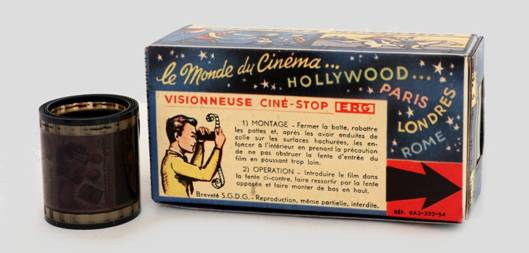 le Monde du Cinéma...
HOLLYWOOD...
PARIS
LONDRES
ROME
VISIONNEUSE CINÉ-STOP ERG
1) MONTAGE - Fermer la boîte, rabattre
les pattes et, après les avoir enduites de
colle sur les surfaces hachurées, les en-
foncer à l'intérieur en prenant la précaution
de ne pas obstruer la fente d'entrée du
film en poussant trop loin.
2) OPERATION - Introduire le film dans
la fente ci-contre, faire ressortir par la fente
opposée et faire monter de bas en haut.
Breveté S.G.D.G. - Reproduction, même partielle, interdite.
RÉF. 6A2-322-54